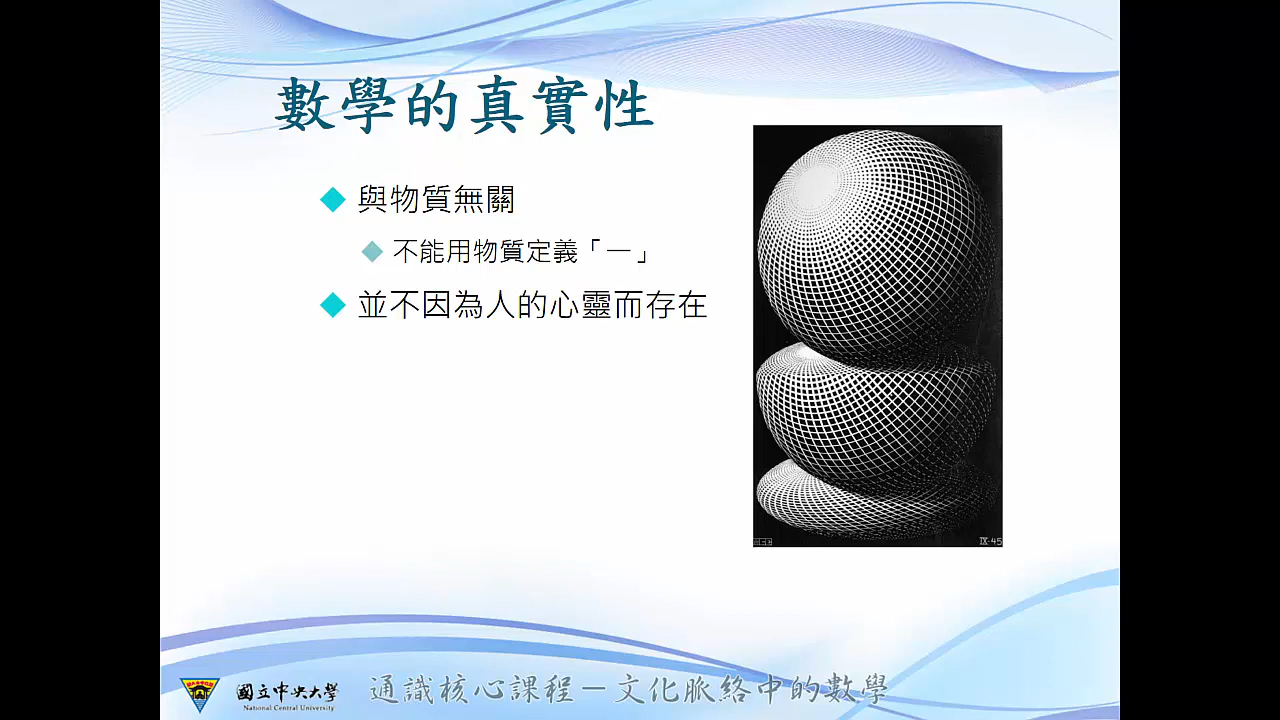 數學的真實性
與物質無關
不能用物質定義「一」
並不因為人的心靈而存在
IX-45
國立中央大學
National Central University
通識核心課程－文化脈絡中的數學